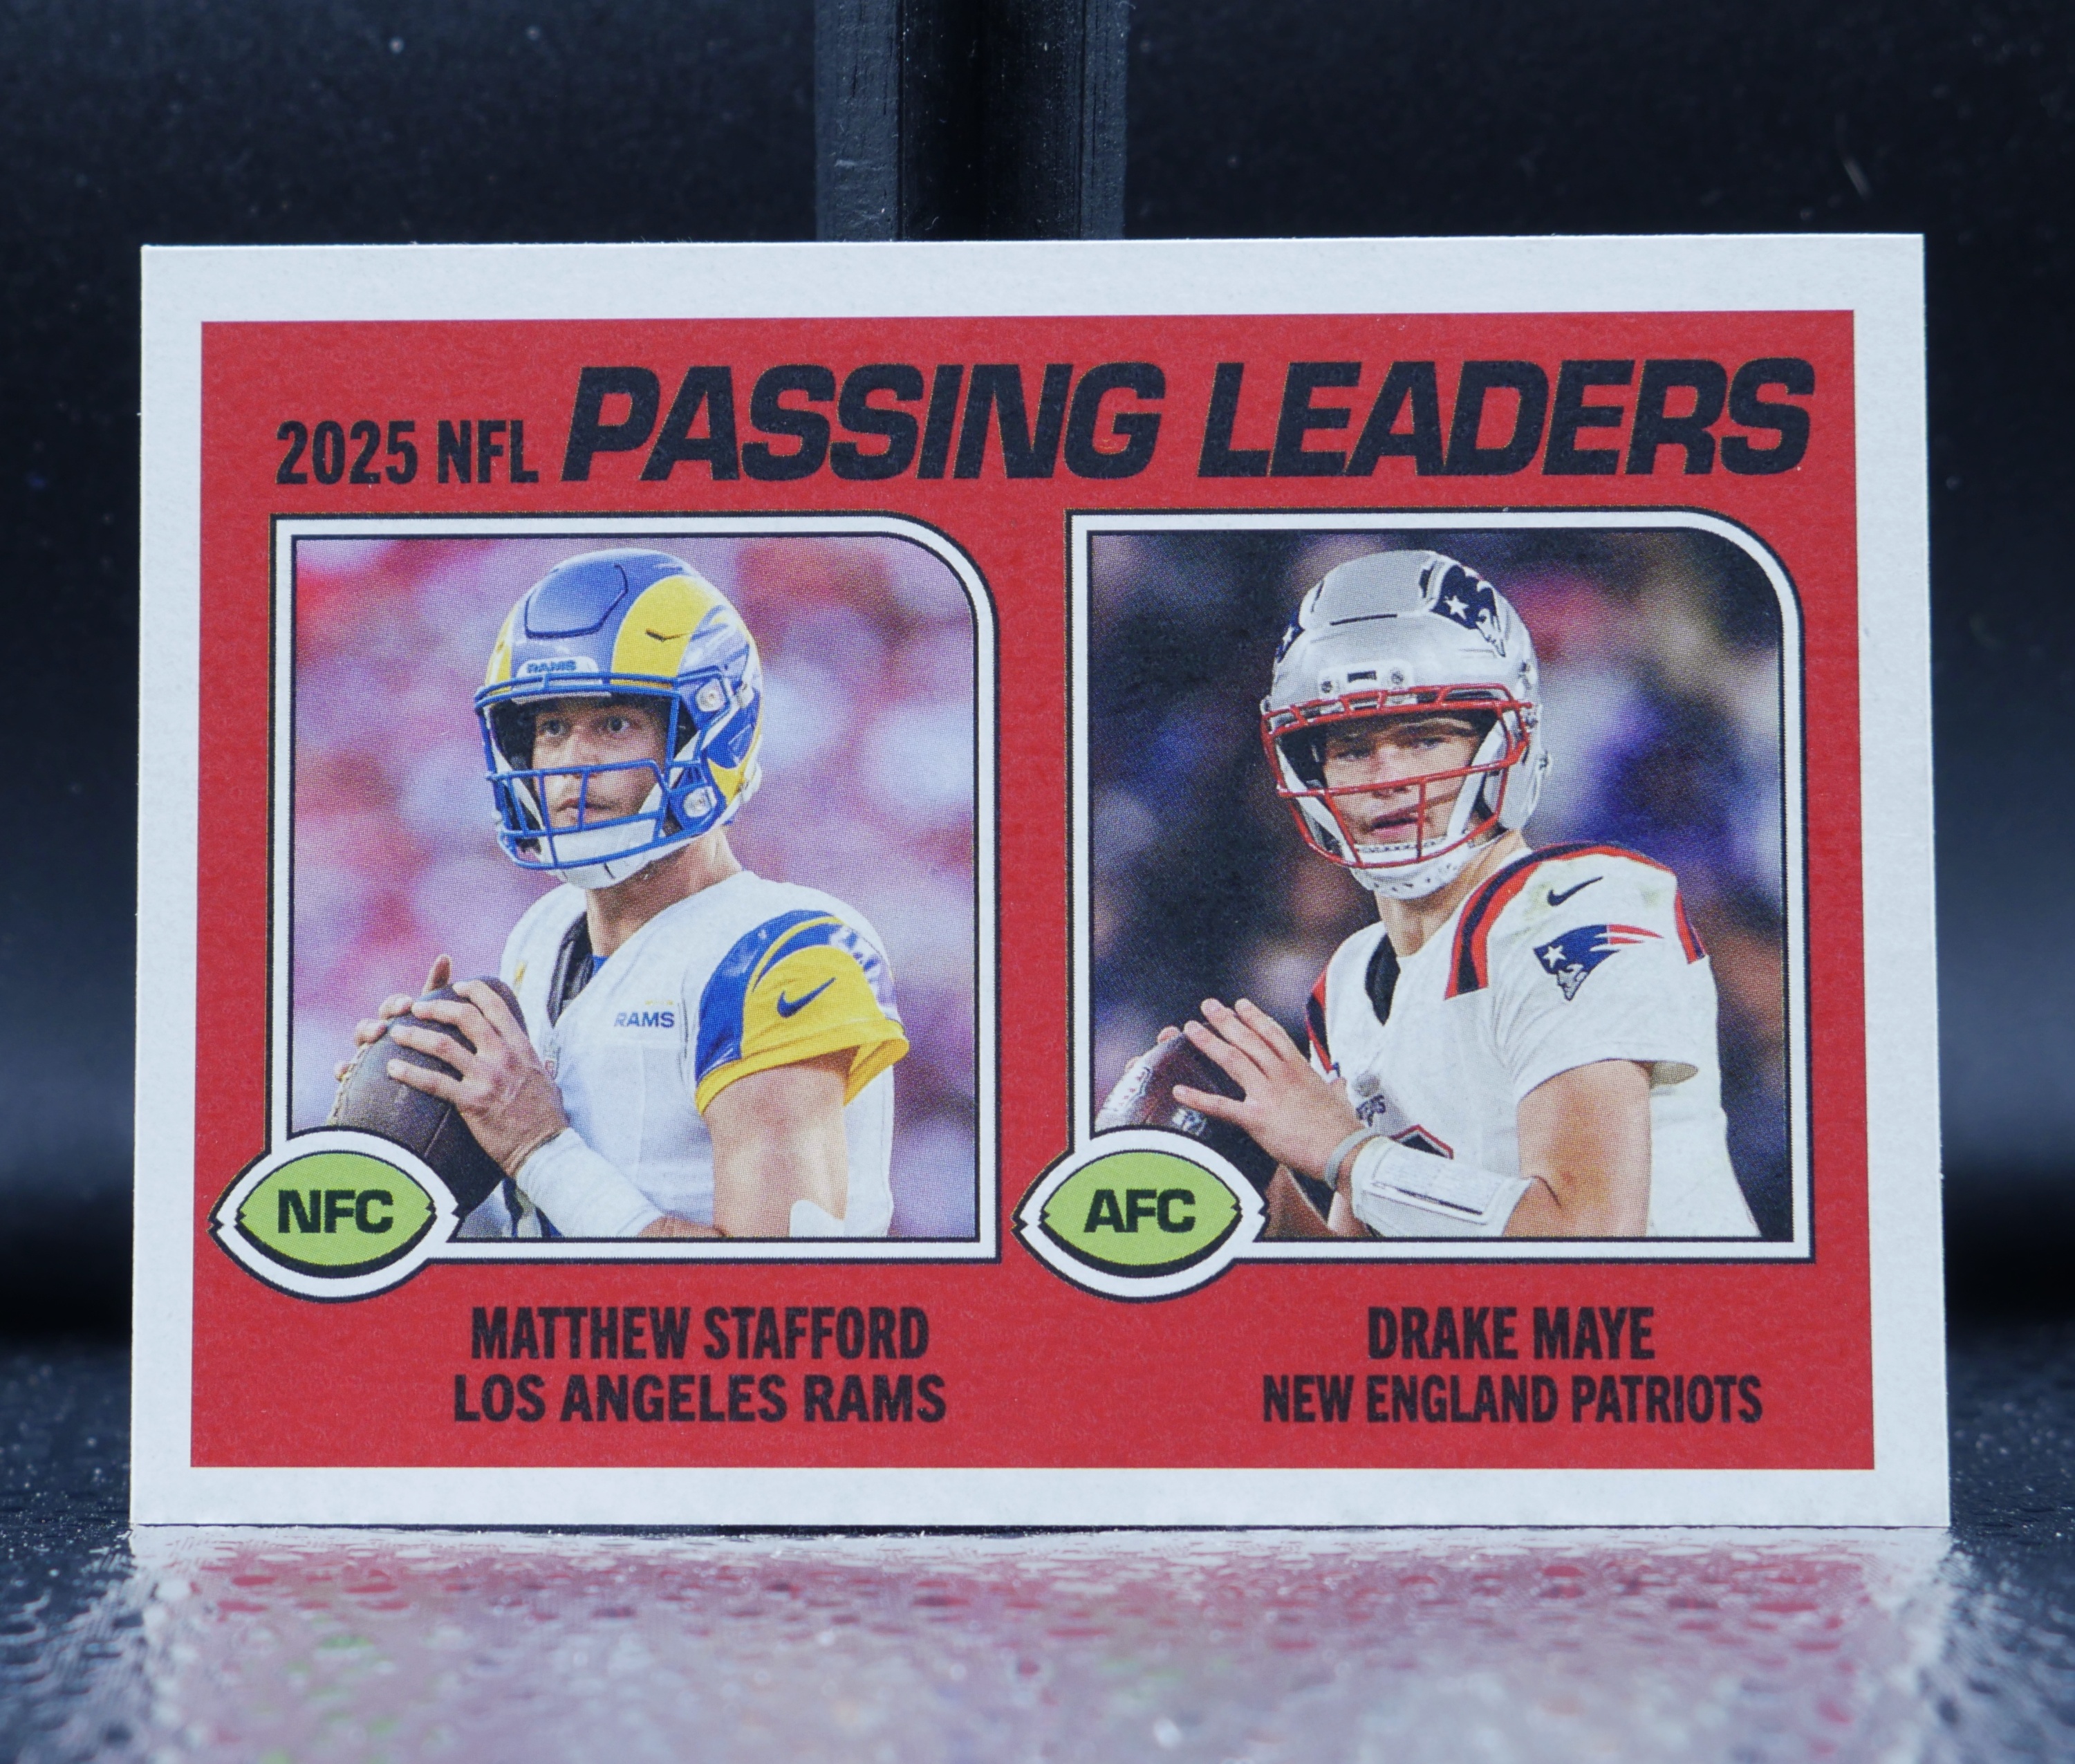 2025 NFL PASSING LEADERS
RAMS
RAMS
NFC
AFC
MATTHEW STAFFORD
LOS ANGELES RAMS
DRAKE MAYE
NEW ENGLAND PATRIOTS